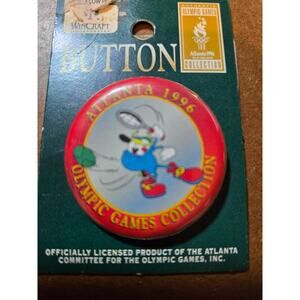 WINCRAFT
AUTHENTIC
OLYMPIC GAMES
Atlanta 1996
COLLECTION
BUTTON
ATLANTA 1996
OLYMPIC GAMES COLLECTION
OFFICIALLY LICENSED PRODUCT OF THE ATLANTA
COMMITTEE FOR THE OLYMPIC GAMES, INC.